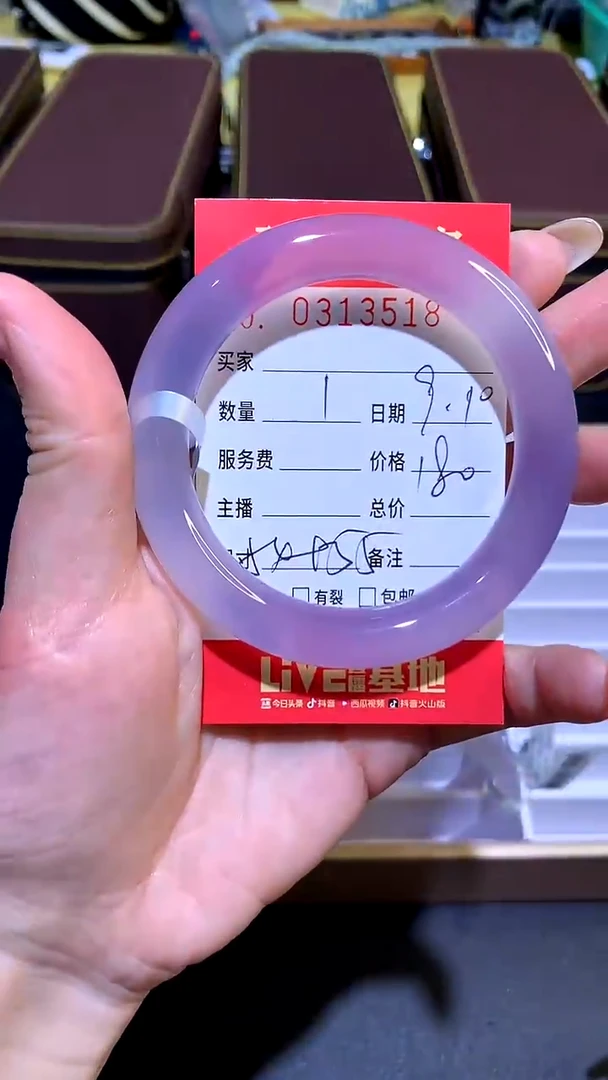 0313518
买家
数量 1 日期 9.10
服务费 价格 180
主播 总价
备注
□有裂 □包邮
Live 直播基地
今日头条 抖音 西瓜视频 抖音火山版